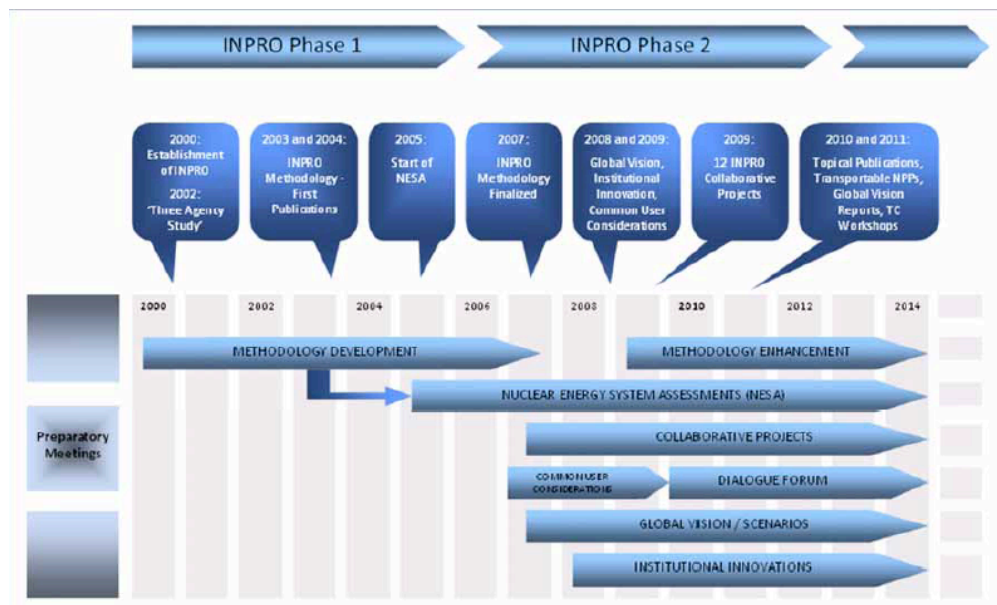 INPRO Phase 1
INPRO Phase 2
2000:
Establishment
of INPRO
2002:
'Three Agency
Study'
2003 and 2004:
INPRO
Methodology -
First
Publications
2005:
Start of
NESA
2007:
INPRO
Methodology
Finalized
2008 and 2009:
Global Vision,
Institutional
Innovation,
Common User
Considerations
2009:
12 INPRO
Collaborative
Projects
2010 and 2011:
Topical Publications,
Transportable NPPs,
Global Vision
Reports, TC
Workshops
2000 2002 2004 2006 2008 2010 2012 2014
METHODOLOGY DEVELOPMENT
METHODOLOGY ENHANCEMENT
NUCLEAR ENERGY SYSTEM ASSESSMENTS (NESA)
COLLABORATIVE PROJECTS
Preparatory
Meetings
COMMON USER
CONSIDERATIONS
DIALOGUE FORUM
GLOBAL VISION / SCENARIOS
INSTITUTIONAL INNOVATIONS